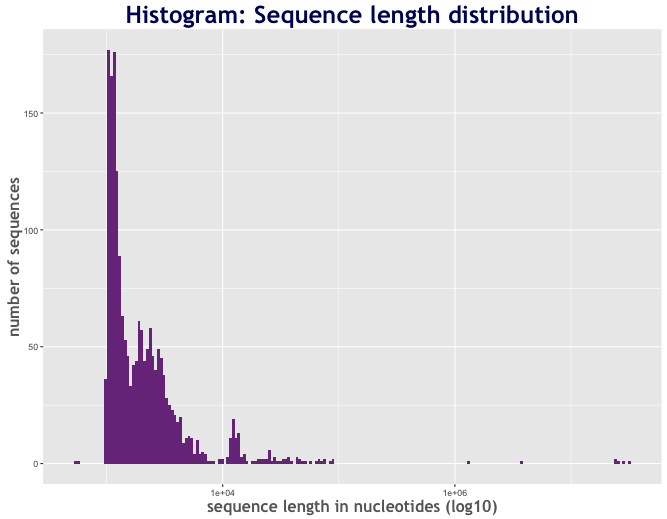 Histogram: Sequence length distribution
number of sequences
150
100
50
0
1e+04
1e+06
sequence length in nucleotides (log10)